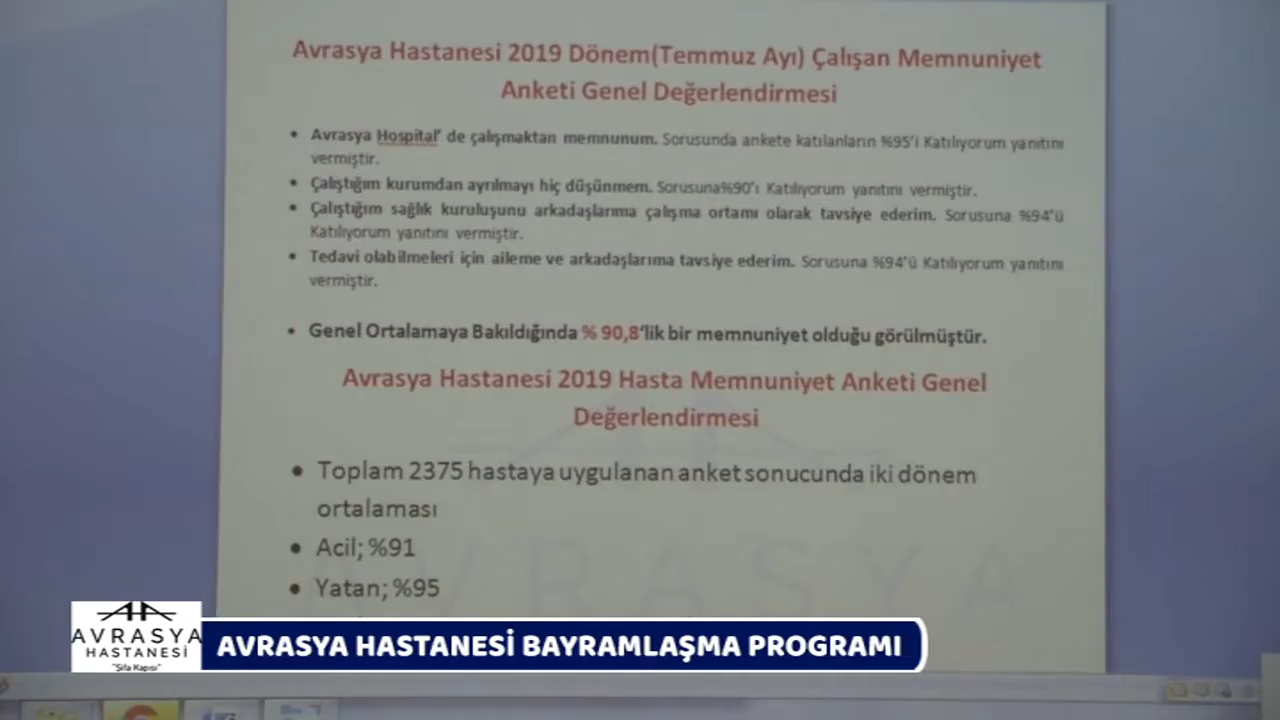 Avrasya Hastanesi 2019 Dönem(Temmuz Ayı) Çalışan Memnuniyet
Anketi Genel Değerlendirmesi
• Avrasya Hospital' de çalışmaktan memnunum. Sorusunda ankete katılanların %95'i Katılıyorum yanıtını
vermiştir.
• Çalıştığım kurumdan ayrılmayı hiç düşünmem. Sorusuna%90'ı Katılıyorum yanıtını vermiştir.
• Çalıştığım sağlık kuruluşunu arkadaşlarıma çalışma ortamı olarak tavsiye ederim. Sorusuna %94'ü
Katılıyorum yanıtını vermiştir.
• Tedavi olabilmeleri için aileme ve arkadaşlarıma tavsiye ederim. Sorusuna %94'ü Katılıyorum yanıtını
vermiştir.
• Genel Ortalamaya Bakıldığında % 90,8'lik bir memnuniyet olduğu görülmüştür.
Avrasya Hastanesi 2019 Hasta Memnuniyet Anketi Genel
Değerlendirmesi
• Toplam 2375 hastaya uygulanan anket sonucunda iki dönem
ortalaması
• Acil; %91
• Yatan; %95
AVRASYA
AVRASYA
HASTANESİ
"Şifa Kapısı"
AVRASYA HASTANESİ BAYRAMLAŞMA PROGRAMI